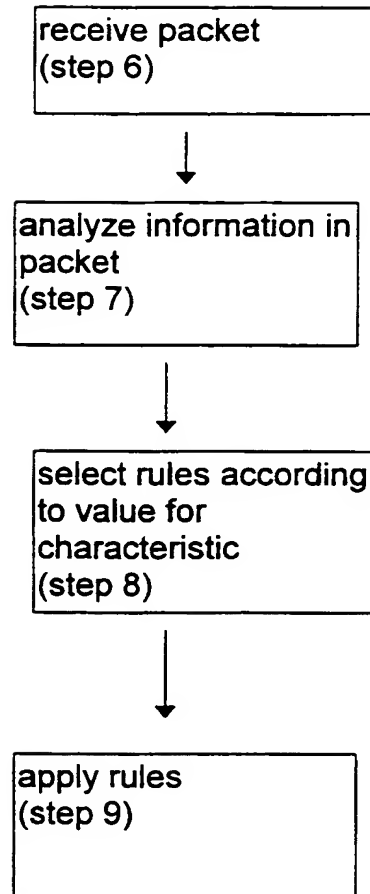 receive packet
(step 6)
analyze information in
packet
(step 7)
select rules according
to value for
characteristic
(step 8)
apply rules
(step 9)